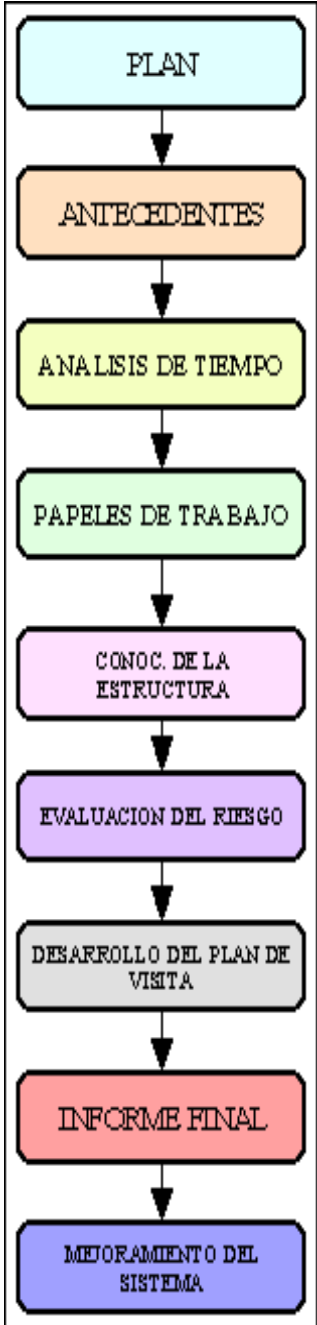 PLAN
ANTECEDENTES
ANALISIS DE TIEMPO
PAPELES DE TRABAJO
CONOC. DE LA
ESTRUCTURA
EVALUACION DEL RIESGO
DESARROLLO DEL PLAN DE
VISITA
INFORME FINAL
MEJORAMIENTO DEL
SISTEMA